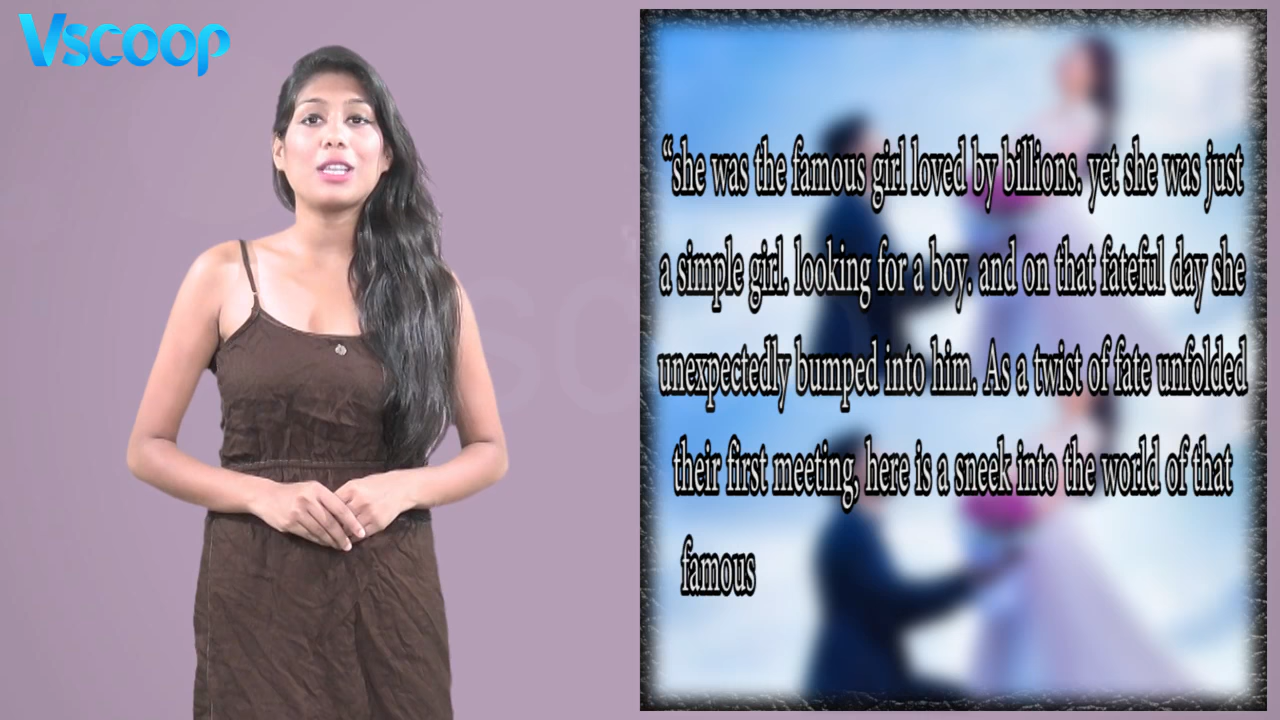 Vscoop
“she was the famous girl loved by billions. yet she was just
a simple girl. looking for a boy. and on that fateful day she
unexpectedly bumped into him. As a twist of fate unfolded
their first meeting, here is a sneek into the world of that
famous